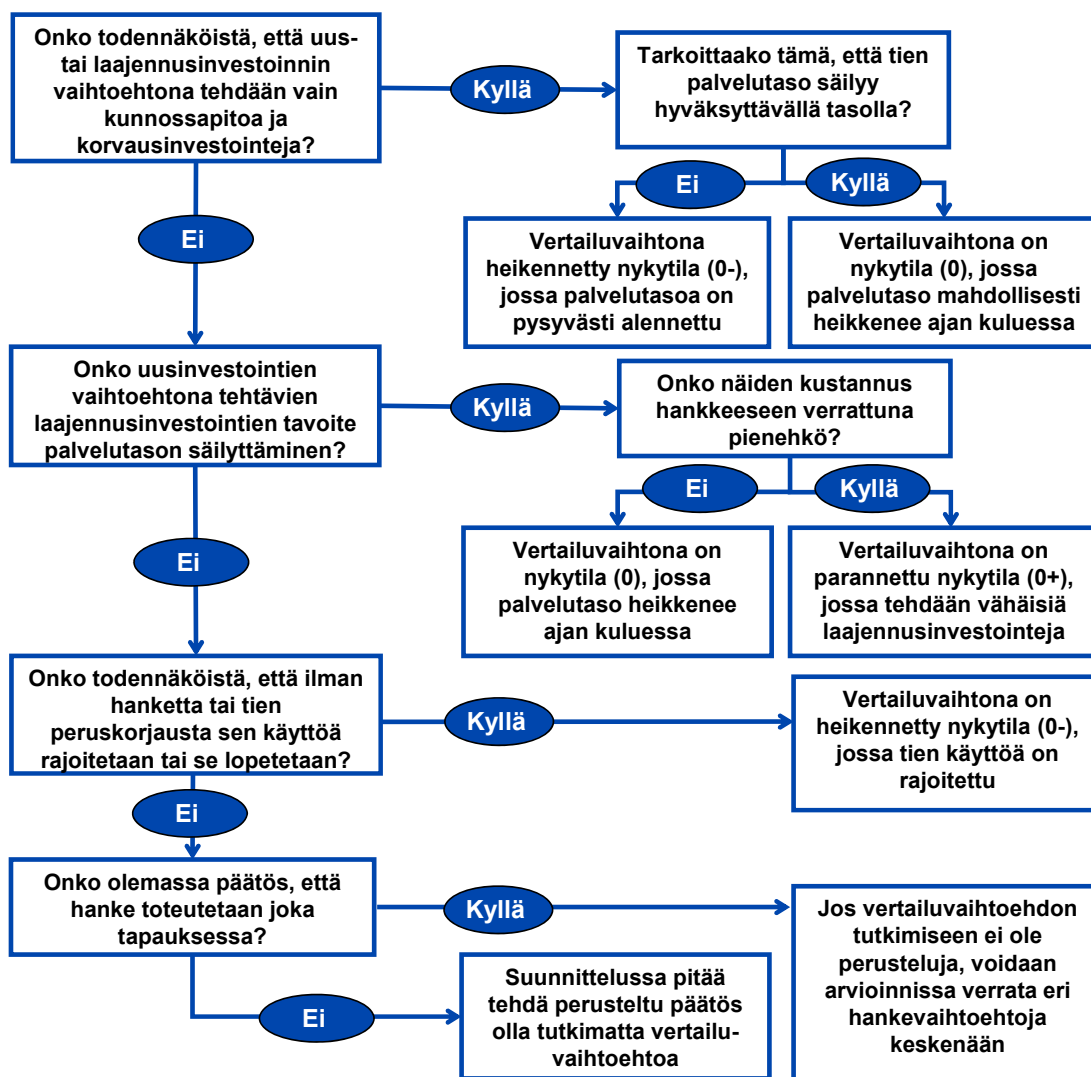 Onko todennäköistä, että uus-
tai laajennusinvestoinnin
vaihtoehtona tehdään vain
kunnossapitoa ja
korvausinvestointeja?
Kyllä
Tarkoittaako tämä, että tien
palvelutaso säilyy
hyväksyttävällä tasolla?
Ei
Kyllä
Ei
Vertailuvaihtona
heikennetty nykytila (0-),
jossa palvelutasoa on
pysyvästi alennettu
Vertailuvaihtona on
nykytila (0), jossa
palvelutaso mahdollisesti
heikkenee ajan kuluessa
Onko uusinvestointien
vaihtoehtona tehtävien
laajennusinvestointien tavoite
palvelutason säilyttäminen?
Kyllä
Onko näiden kustannus
hankkeeseen verrattuna
pienehkö?
Ei
Kyllä
Ei
Vertailuvaihtona on
nykytila (0), jossa
palvelutaso heikkenee
ajan kuluessa
Vertailuvaihtona on
parannettu nykytila (0+),
jossa tehdään vähäisiä
laajennusinvestointeja
Onko todennäköistä, että ilman
hanketta tai tien
peruskorjausta sen käyttöä
rajoitetaan tai se lopetetaan?
Kyllä
Vertailuvaihtona on
heikennetty nykytila (0-),
jossa tien käyttöä on
rajoitettu
Ei
Onko olemassa päätös, että
hanke toteutetaan joka
tapauksessa?
Kyllä
Jos vertailuvaihtoehdon
tutkimiseen ei ole
perusteluja, voidaan
arvioinnissa verrata eri
hankevaihtoehtoja
keskenään
Ei
Suunnittelussa pitää
tehdä perusteltu päätös
olla tutkimatta vertailu-
vaihtoehtoa